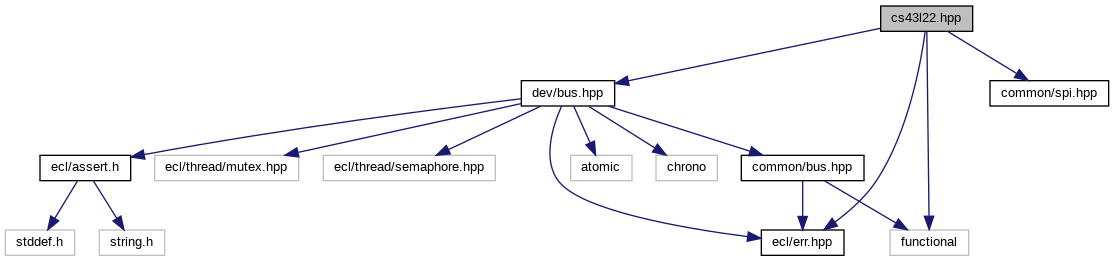 cs43l22.hpp
dev/bus.hpp
common/spi.hpp
ecl/assert.h
ecl/thread/mutex.hpp
ecl/thread/semaphore.hpp
atomic
chrono
common/bus.hpp
stddef.h
string.h
ecl/err.hpp
functional